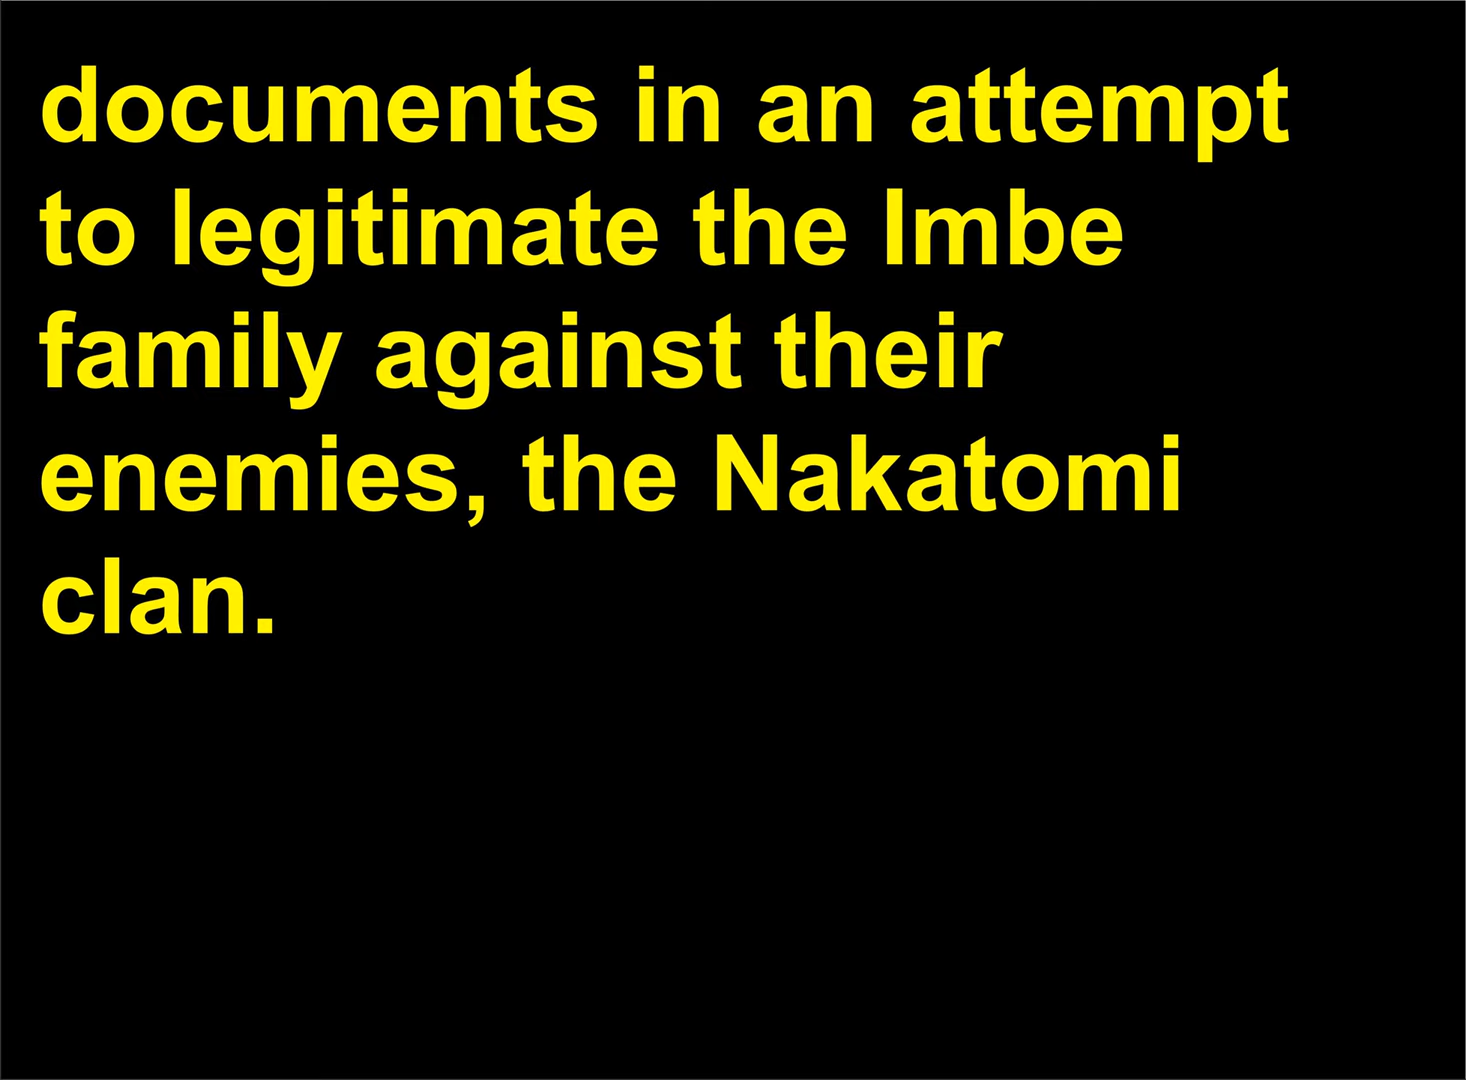 documents in an attempt
to legitimate the Imbe
family against their
enemies, the Nakatomi
clan.